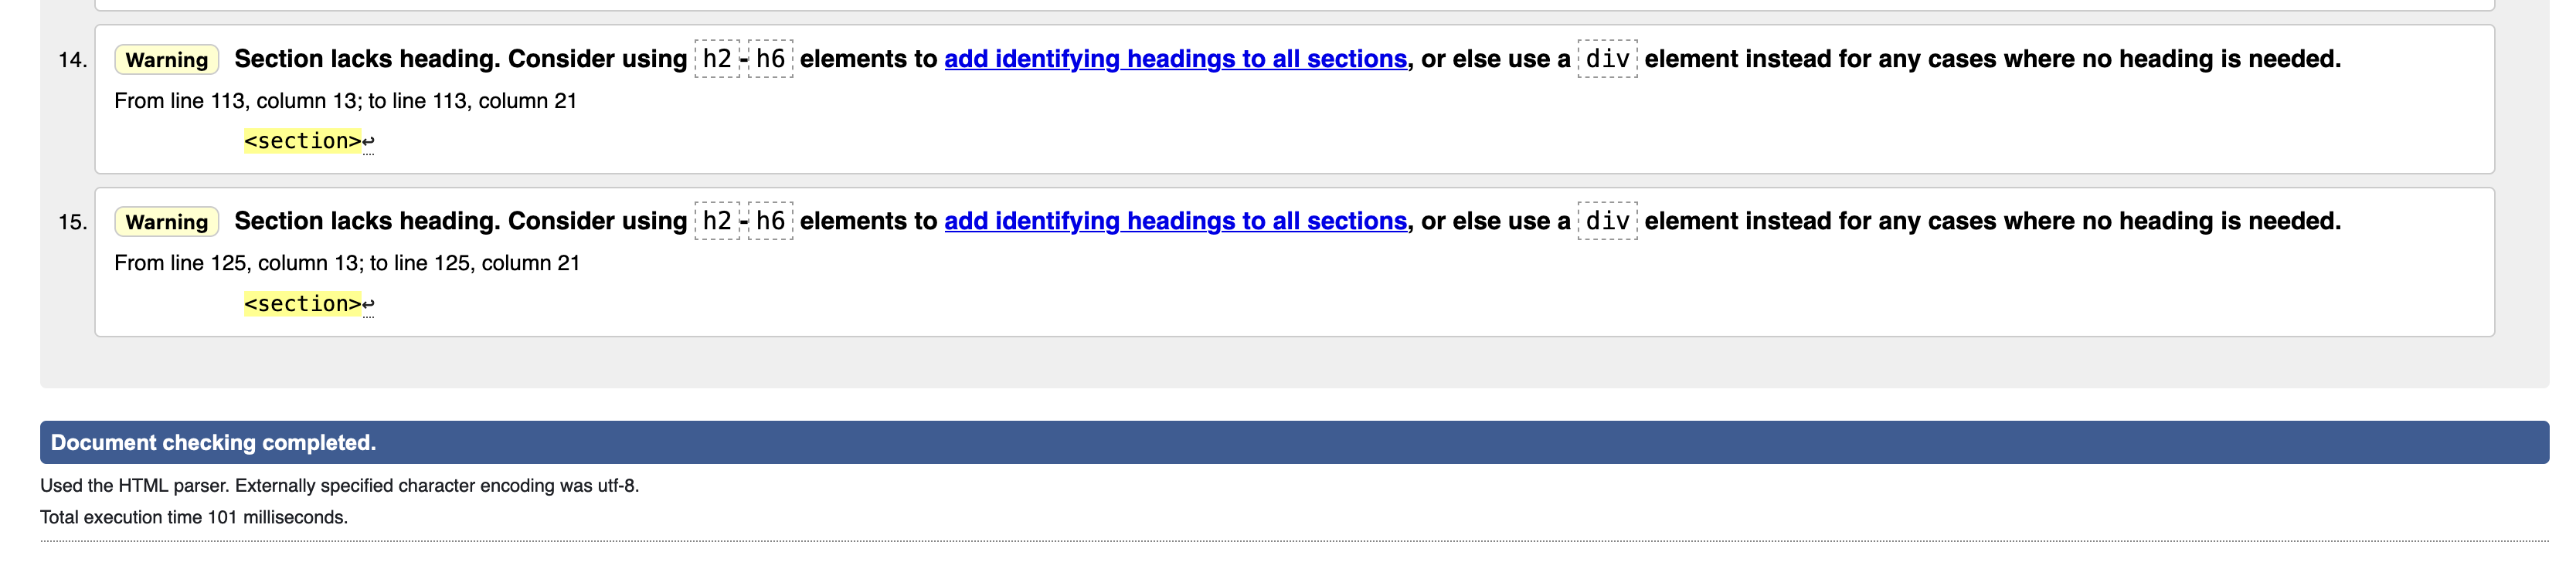 14. Warning Section lacks heading. Consider using h2-h6 elements to add identifying headings to all sections, or else use a div element instead for any cases where no heading is needed.
From line 113, column 13; to line 113, column 21
<section>↩
15. Warning Section lacks heading. Consider using h2-h6 elements to add identifying headings to all sections, or else use a div element instead for any cases where no heading is needed.
From line 125, column 13; to line 125, column 21
<section>↩
Document checking completed.
Used the HTML parser. Externally specified character encoding was utf-8.
Total execution time 101 milliseconds.